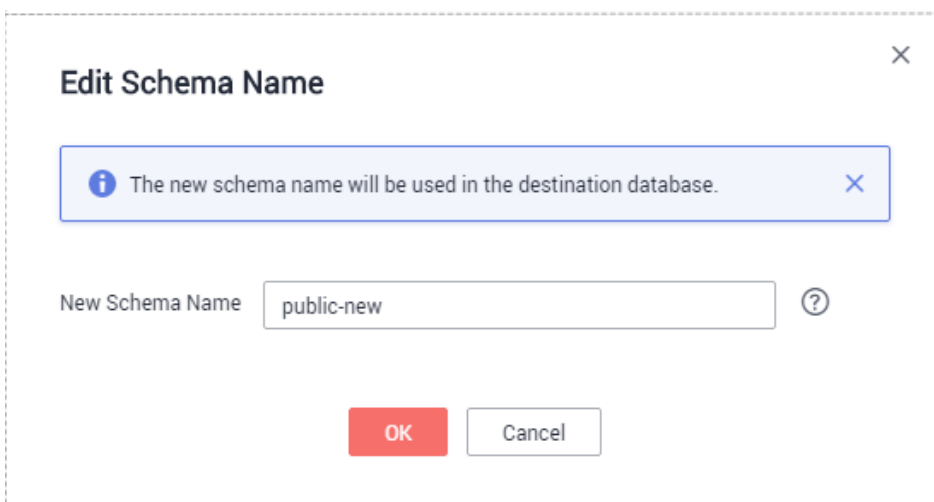 Edit Schema Name
The new schema name will be used in the destination database.
New Schema Name public-new
OK Cancel